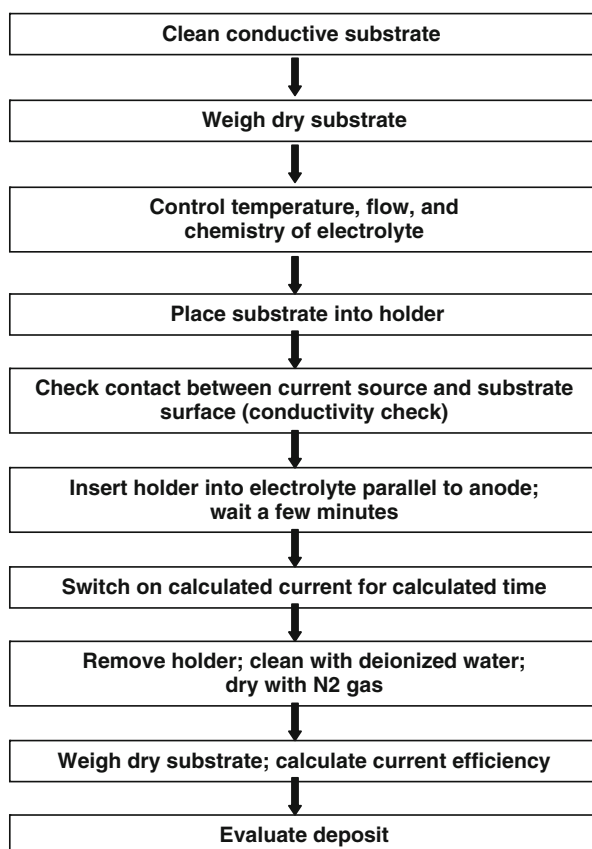 Clean conductive substrate
Weigh dry substrate
Control temperature, flow, and
chemistry of electrolyte
Place substrate into holder
Check contact between current source and substrate
surface (conductivity check)
Insert holder into electrolyte parallel to anode;
wait a few minutes
Switch on calculated current for calculated time
Remove holder; clean with deionized water;
dry with N2 gas
Weigh dry substrate; calculate current efficiency
Evaluate deposit